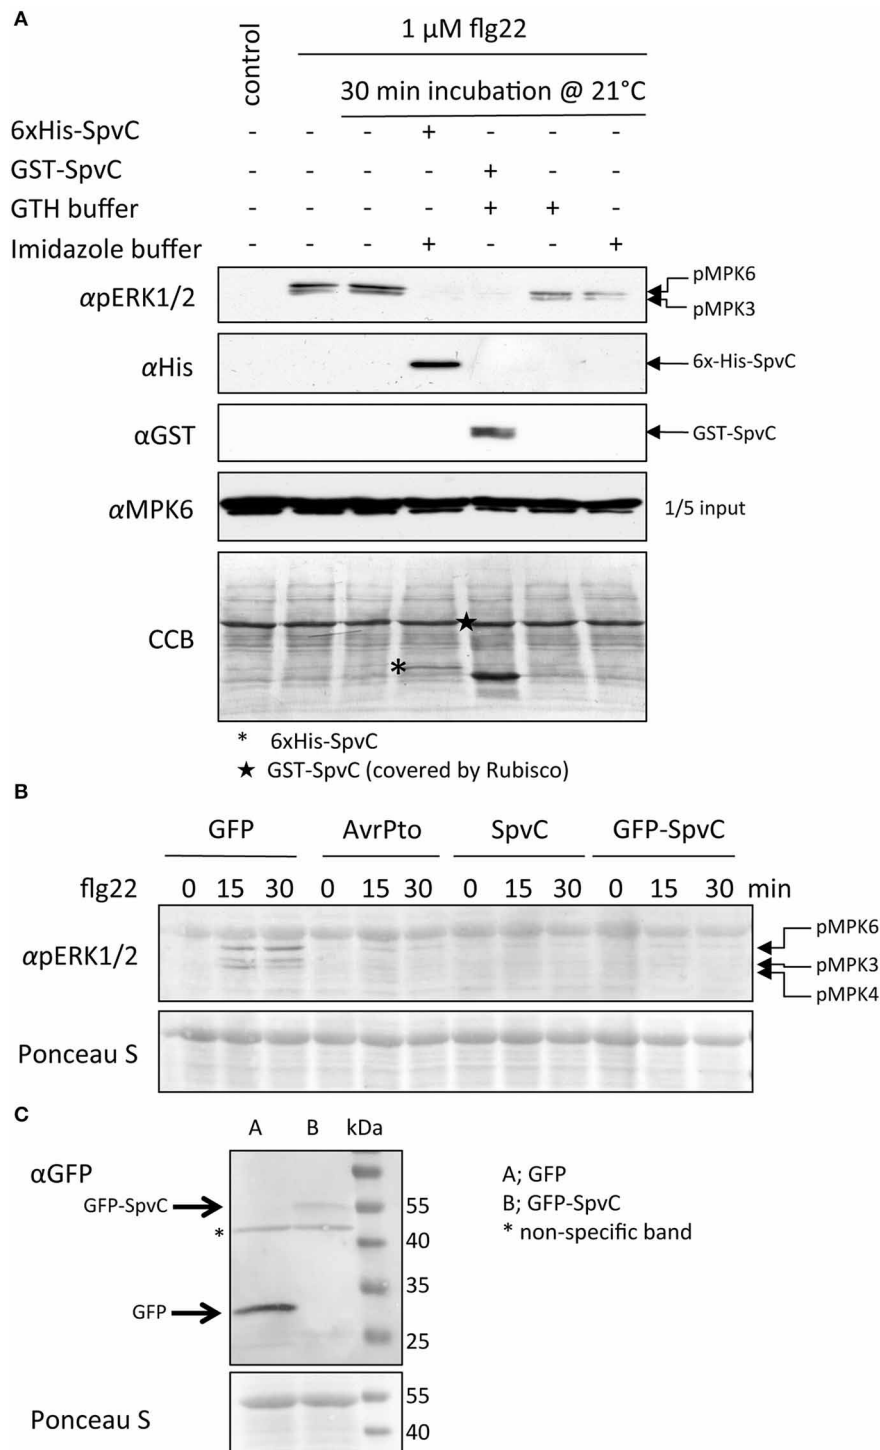 A
control
1 µM flg22
30 min incubation @ 21°C
6xHis-SpvC - - - + - - -
GST-SpvC - - - - + - -
GTH buffer - - - - + + -
Imidazole buffer - - - + - - +
αpERK1/2
pMPK6
pMPK3
αHis
6x-His-SpvC
αGST
GST-SpvC
αMPK6
1/5 input
CCB
★
*
* 6xHis-SpvC
★ GST-SpvC (covered by Rubisco)
B
GFP AvrPto SpvC GFP-SpvC
flg22 0 15 30 0 15 30 0 15 30 0 15 30 min
αpERK1/2
pMPK6
pMPK3
pMPK4
Ponceau S
C
A B kDa
αGFP
GFP-SpvC
*
GFP
55
40
35
25
A; GFP
B; GFP-SpvC
* non-specific band
Ponceau S
55
40